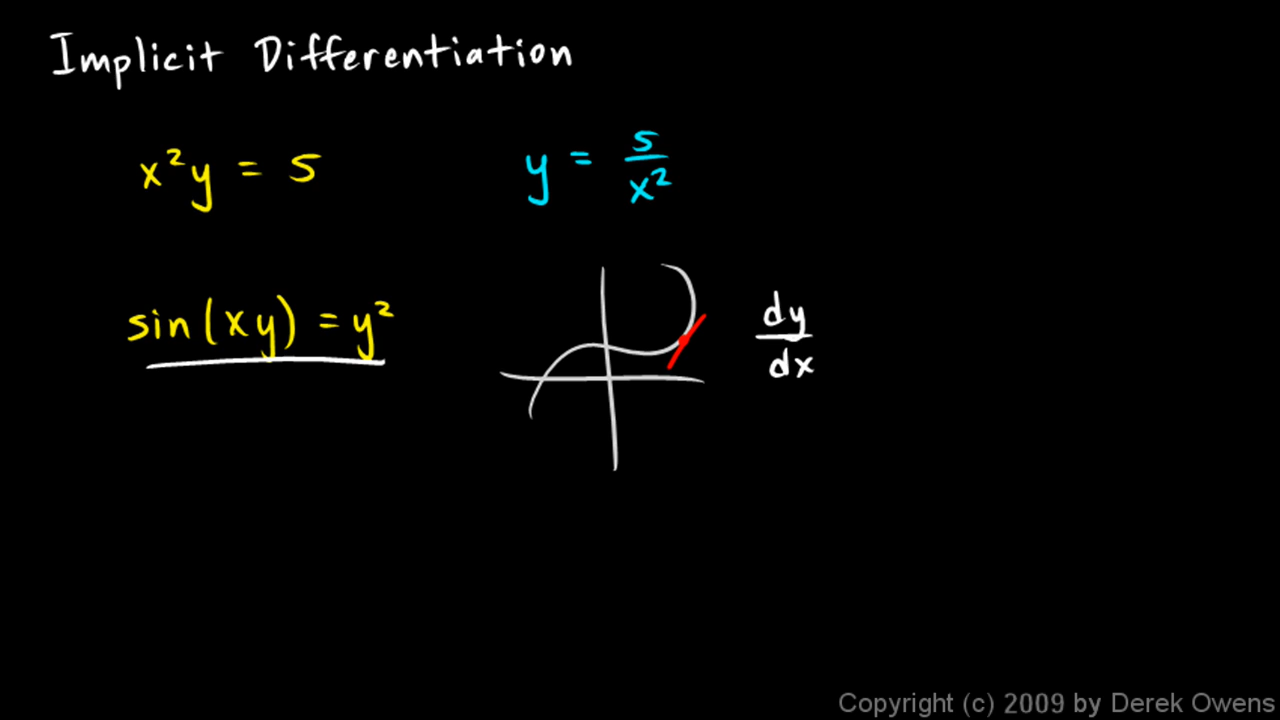 Implicit Differentiation
x²y = 5
y = 5/x²
sin(xy) = y²
dy/dx
Copyright (c) 2009 by Derek Owens